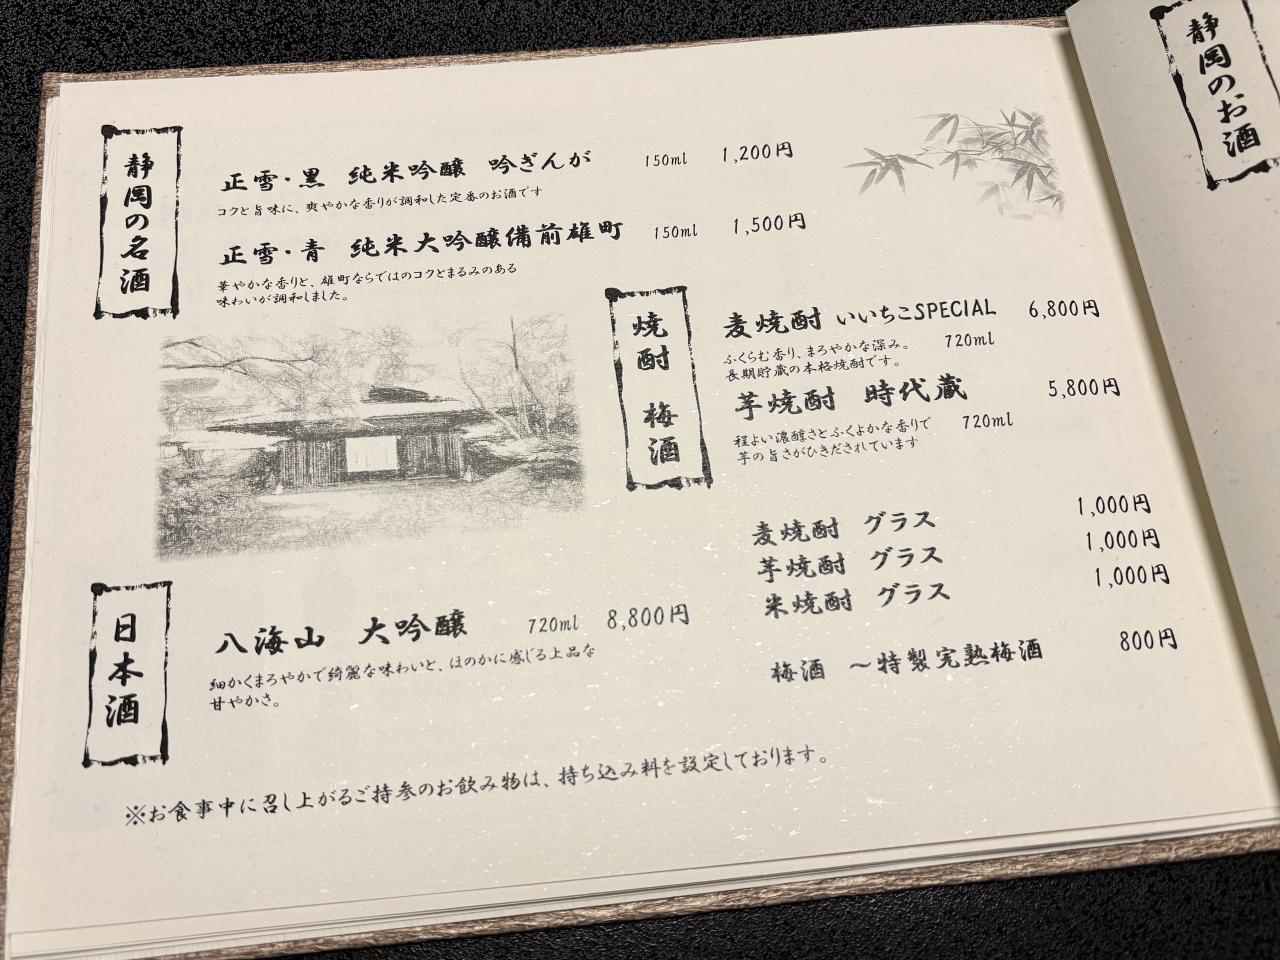 静岡の名酒
正雪・黒 純米吟醸 吟ぎんが 150ml 1,200円
コクと旨味に、爽やかな香りが調和した定番のお酒です
正雪・青 純米大吟醸備前雄町 150ml 1,500円
華やかな香りと、雄町ならではのコクとまるみのある
味わいが調和しました。
焼酎 梅酒
麦焼酎 いいちこSPECIAL 6,800円
ふくらむ香り、まろやかな深み。 720ml
長期貯蔵の本格焼酎です。
芋焼酎 時代蔵 5,800円
程よい濃醇さとふくよかな香りで 720ml
芋の旨さがひきだされています
麦焼酎 グラス 1,000円
芋焼酎 グラス 1,000円
米焼酎 グラス 1,000円
梅酒 〜特製完熟梅酒 800円
日本酒
八海山 大吟醸 720ml 8,800円
細かくまろやかで綺麗な味わいと、ほのかに感じる上品な
甘やかさ。
※お食事中に召し上がるご持参のお飲み物は、持ち込み料を設定しております。
静岡のお酒